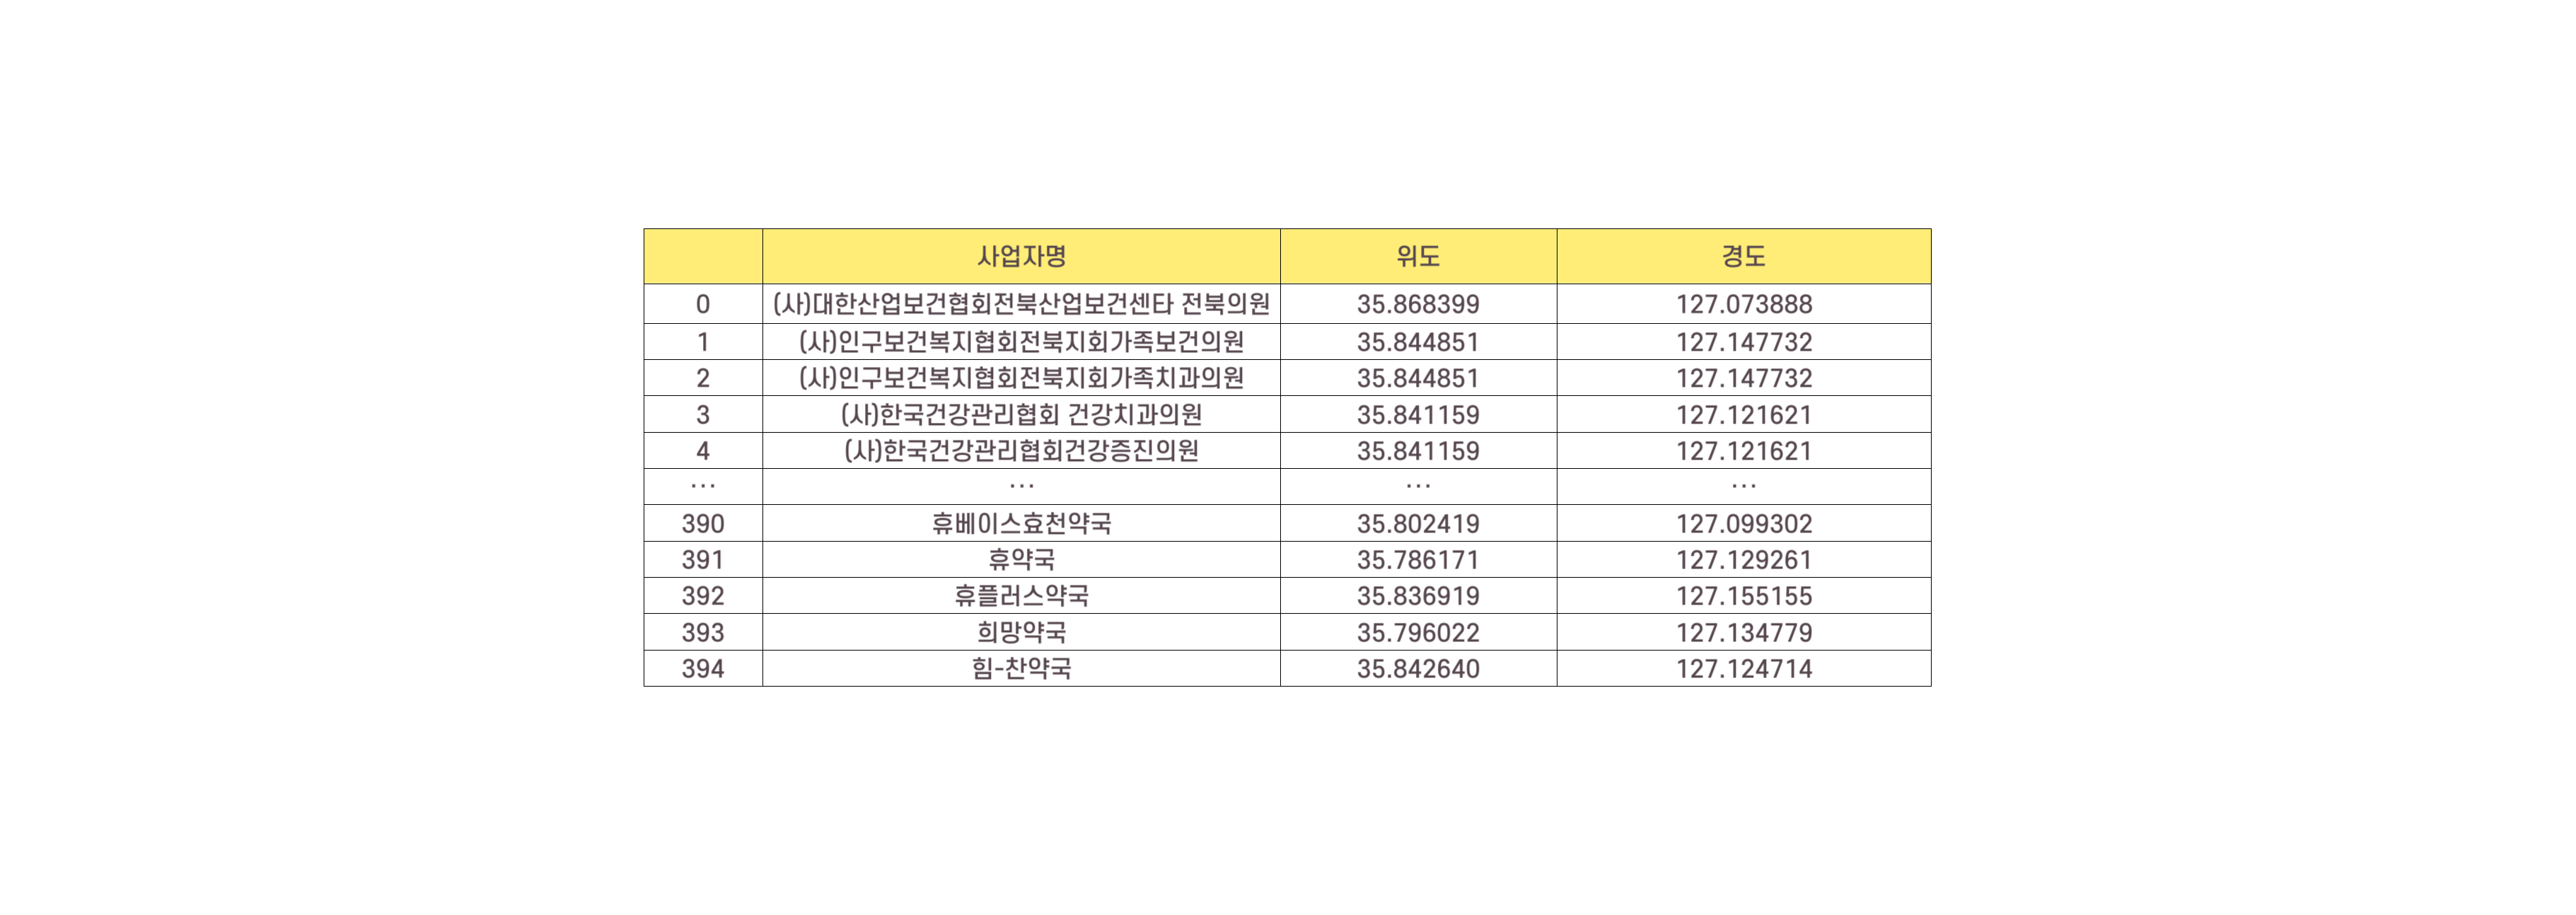 사업자명 위도 경도
0 (사)대한산업보건협회전북산업보건센타 전북의원 35.868399 127.073888
1 (사)인구보건복지협회전북지회가족보건의원 35.844851 127.147732
2 (사)인구보건복지협회전북지회가족치과의원 35.844851 127.147732
3 (사)한국건강관리협회 건강치과의원 35.841159 127.121621
4 (사)한국건강관리협회건강증진의원 35.841159 127.121621
... ... ... ...
390 휴베이스효천약국 35.802419 127.099302
391 휴약국 35.786171 127.129261
392 휴플러스약국 35.836919 127.155155
393 희망약국 35.796022 127.134779
394 힘-찬약국 35.842640 127.124714